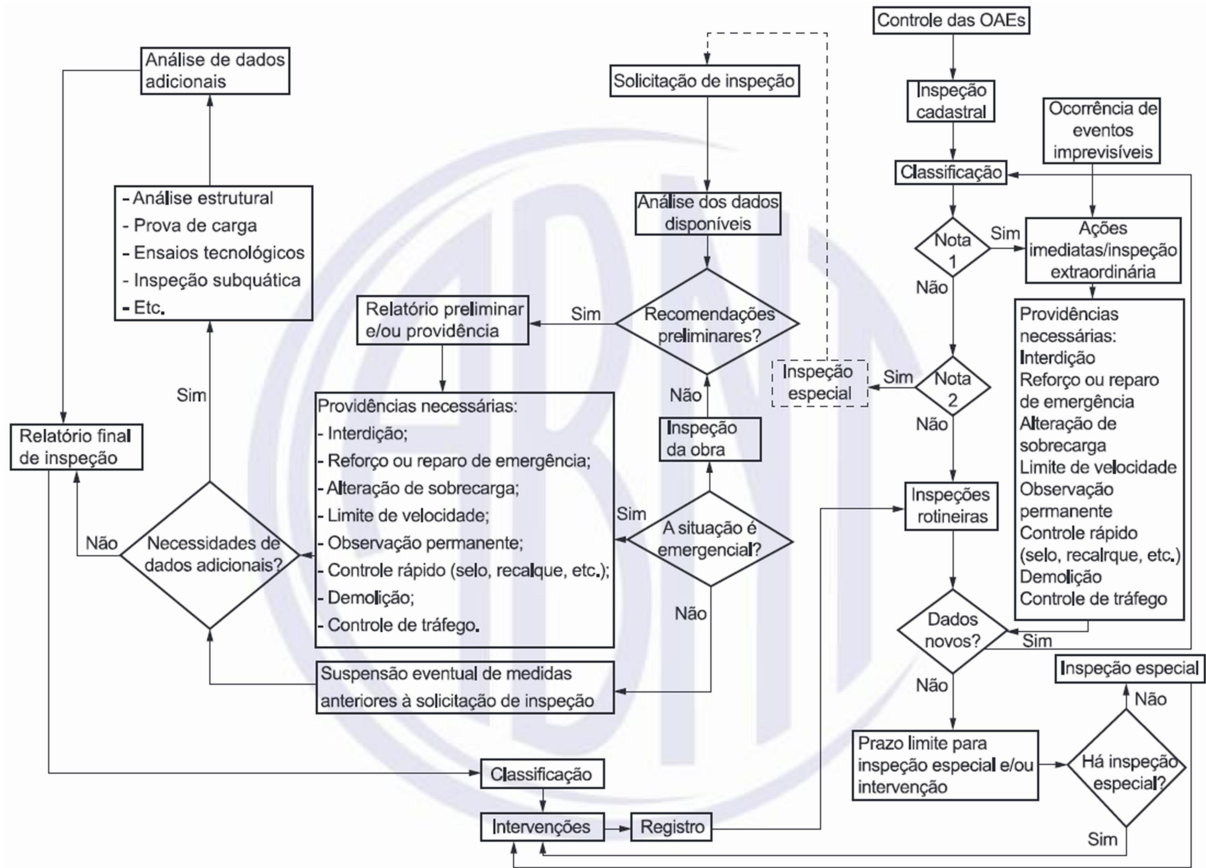 Controle das OAEs
Inspeção
cadastral
Ocorrência de
eventos
imprevisíveis
Classificação
Nota
1
Sim
Não
Ações
imediatas/inspeção
extraordinária
Providências
necessárias:
Interdição
Reforço ou reparo
de emergência
Alteração de
sobrecarga
Limite de velocidade
Observação
permanente
Controle rápido
(selo, recalrque, etc.)
Demolição
Controle de tráfego
Nota
2
Sim
Não
Inspeção
especial
Inspeções
rotineiras
Dados
novos?
Sim
Não
Prazo limite para
inspeção especial e/ou
intervenção
Há inspeção
especial?
Não
Sim
Inspeção especial
Solicitação de inspeção
Análise dos dados
disponíveis
Recomendações
preliminares?
Sim
Não
Relatório preliminar
e/ou providência
Inspeção
da obra
A situação é
emergencial?
Sim
Não
Providências necessárias:
- Interdição;
- Reforço ou reparo de emergência;
- Alteração de sobrecarga;
- Limite de velocidade;
- Observação permanente;
- Controle rápido (selo, recalque, etc.);
- Demolição;
- Controle de tráfego.
Suspensão eventual de medidas
anteriores à solicitação de inspeção
Necessidades de
dados adicionais?
Sim
Não
- Análise estrutural
- Prova de carga
- Ensaios tecnológicos
- Inspeção subquática
- Etc.
Análise de dados
adicionais
Relatório final
de inspeção
Classificação
Intervenções
Registro
ABNT